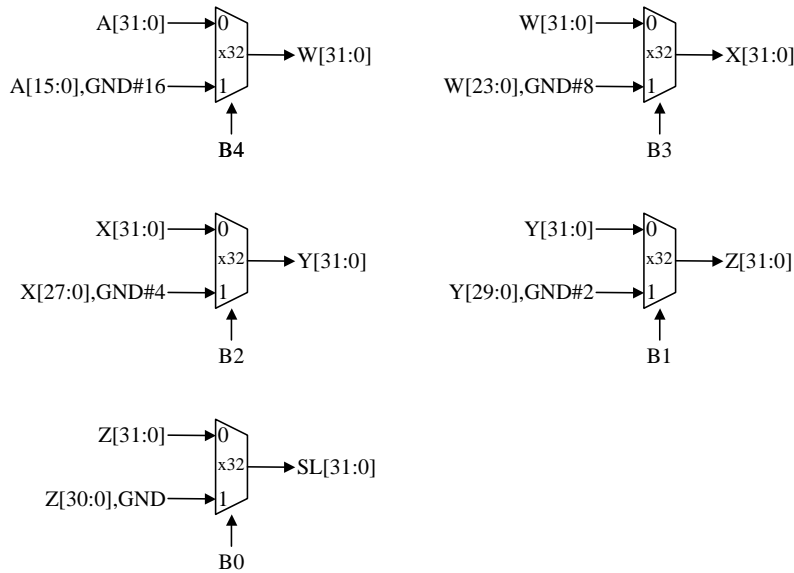 A[31:0]
0
x32
W[31:0]
A[15:0],GND#16
1
B4
W[31:0]
0
x32
X[31:0]
W[23:0],GND#8
1
B3
X[31:0]
0
x32
Y[31:0]
X[27:0],GND#4
1
B2
Y[31:0]
0
x32
Z[31:0]
Y[29:0],GND#2
1
B1
Z[31:0]
0
x32
SL[31:0]
Z[30:0],GND
1
B0